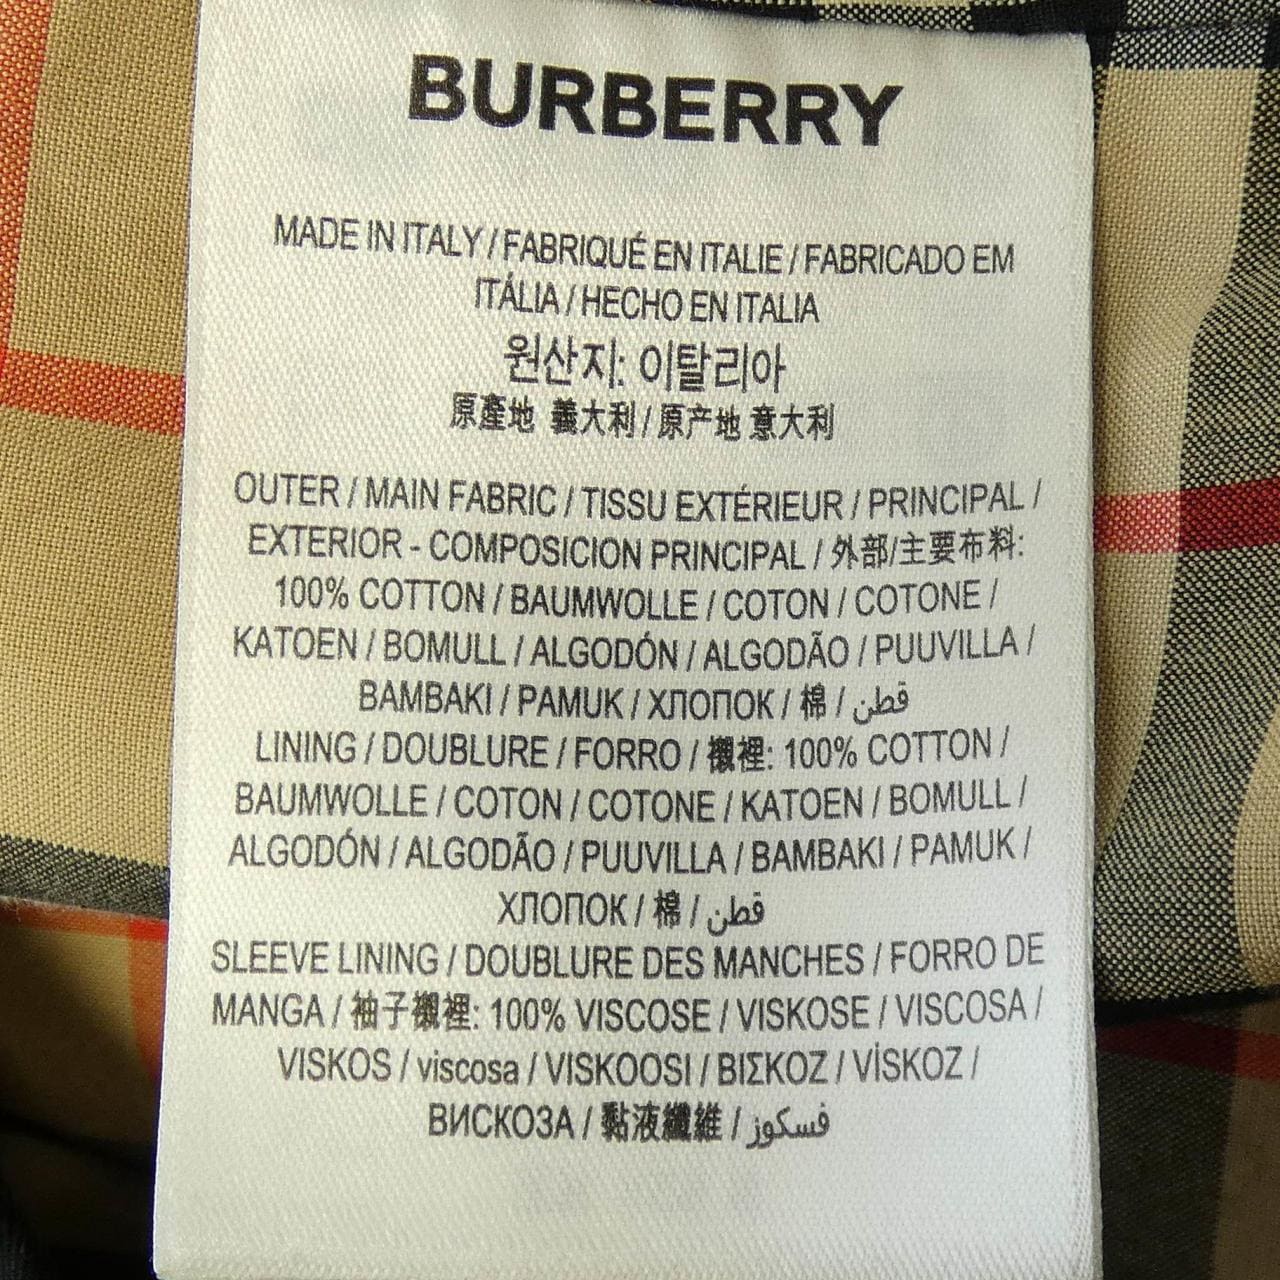 BURBERRY
MADE IN ITALY / FABRIQUÉ EN ITALIE / FABRICADO EM
ITÁLIA / HECHO EN ITALIA
원산지: 이탈리아
原產地 義大利 / 原产地 意大利
OUTER / MAIN FABRIC / TISSU EXTÉRIEUR / PRINCIPAL /
EXTERIOR - COMPOSICION PRINCIPAL / 外部/主要布料:
100% COTTON / BAUMWOLLE / COTON / COTONE /
KATOEN / BOMULL / ALGODÓN / ALGODÃO / PUUVILLA /
BAMBAKI / PAMUK / ХЛОПОК / 棉 / قطن
LINING / DOUBLURE / FORRO / 襯裡: 100% COTTON /
BAUMWOLLE / COTON / COTONE / KATOEN / BOMULL /
ALGODÓN / ALGODÃO / PUUVILLA / BAMBAKI / PAMUK /
ХЛОПОК / 棉 / قطن
SLEEVE LINING / DOUBLURE DES MANCHES / FORRO DE
MANGA / 袖子襯裡: 100% VISCOSE / VISKOSE / VISCOSA /
VISKOS / viscosa / VISKOOSI / ΒΙΣΚΟΖ / VİSKOZ /
ВИСКОЗА / 黏液纖維 / فسكوز